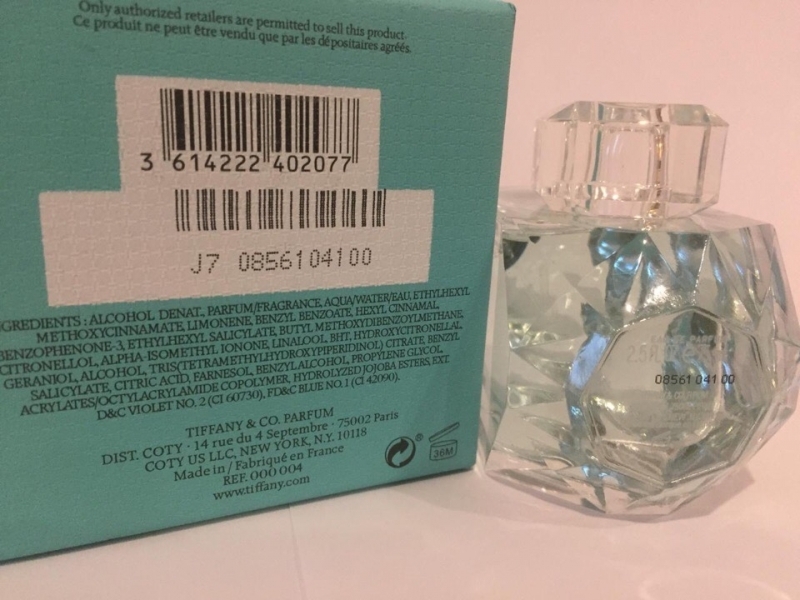 Only authorized retailers are permitted to sell this product.
Ce produit ne peut être vendu que par les dépositaires agréés.
3 614222 402077
J7 0856104100
GREDIENTS : ALCOHOL DENAT., PARFUM/FRAGRANCE, AQUA/WATER/EAU, ETHYLHEXYL
METHOXYCINNAMATE, LIMONENE, BENZYL BENZOATE, HEXYL CINNAMAL,
BENZOPHENONE-3, ETHYLHEXYL SALICYLATE, BUTYL METHOXYDIBENZOYLMETHANE,
CITRONELLOL, ALPHA-ISOMETHYL IONONE, LINALOOL, BHT, HYDROXYCITRONELLAL,
GERANIOL, ALCOHOL, TRIS(TETRAMETHYLHYDROXYPIPERIDINOL) CITRATE, BENZYL
SALICYLATE, CITRIC ACID, FARNESOL, BENZYL ALCOHOL, PROPYLENE GLYCOL,
ACRYLATES/OCTYLACRYLAMIDE COPOLYMER, HYDROLYZED JOJOBA ESTERS, EXT.
D&C VIOLET NO. 2 (CI 60730), FD&C BLUE NO. 1 (CI 42090).
TIFFANY & CO. PARFUM
DIST. COTY · 14 rue du 4 Septembre · 75002 Paris
COTY US LLC, NEW YORK, N.Y. 10118
Made in / Fabriqué en France
REF. 000 004
www.tiffany.com
36M
08561 041 00